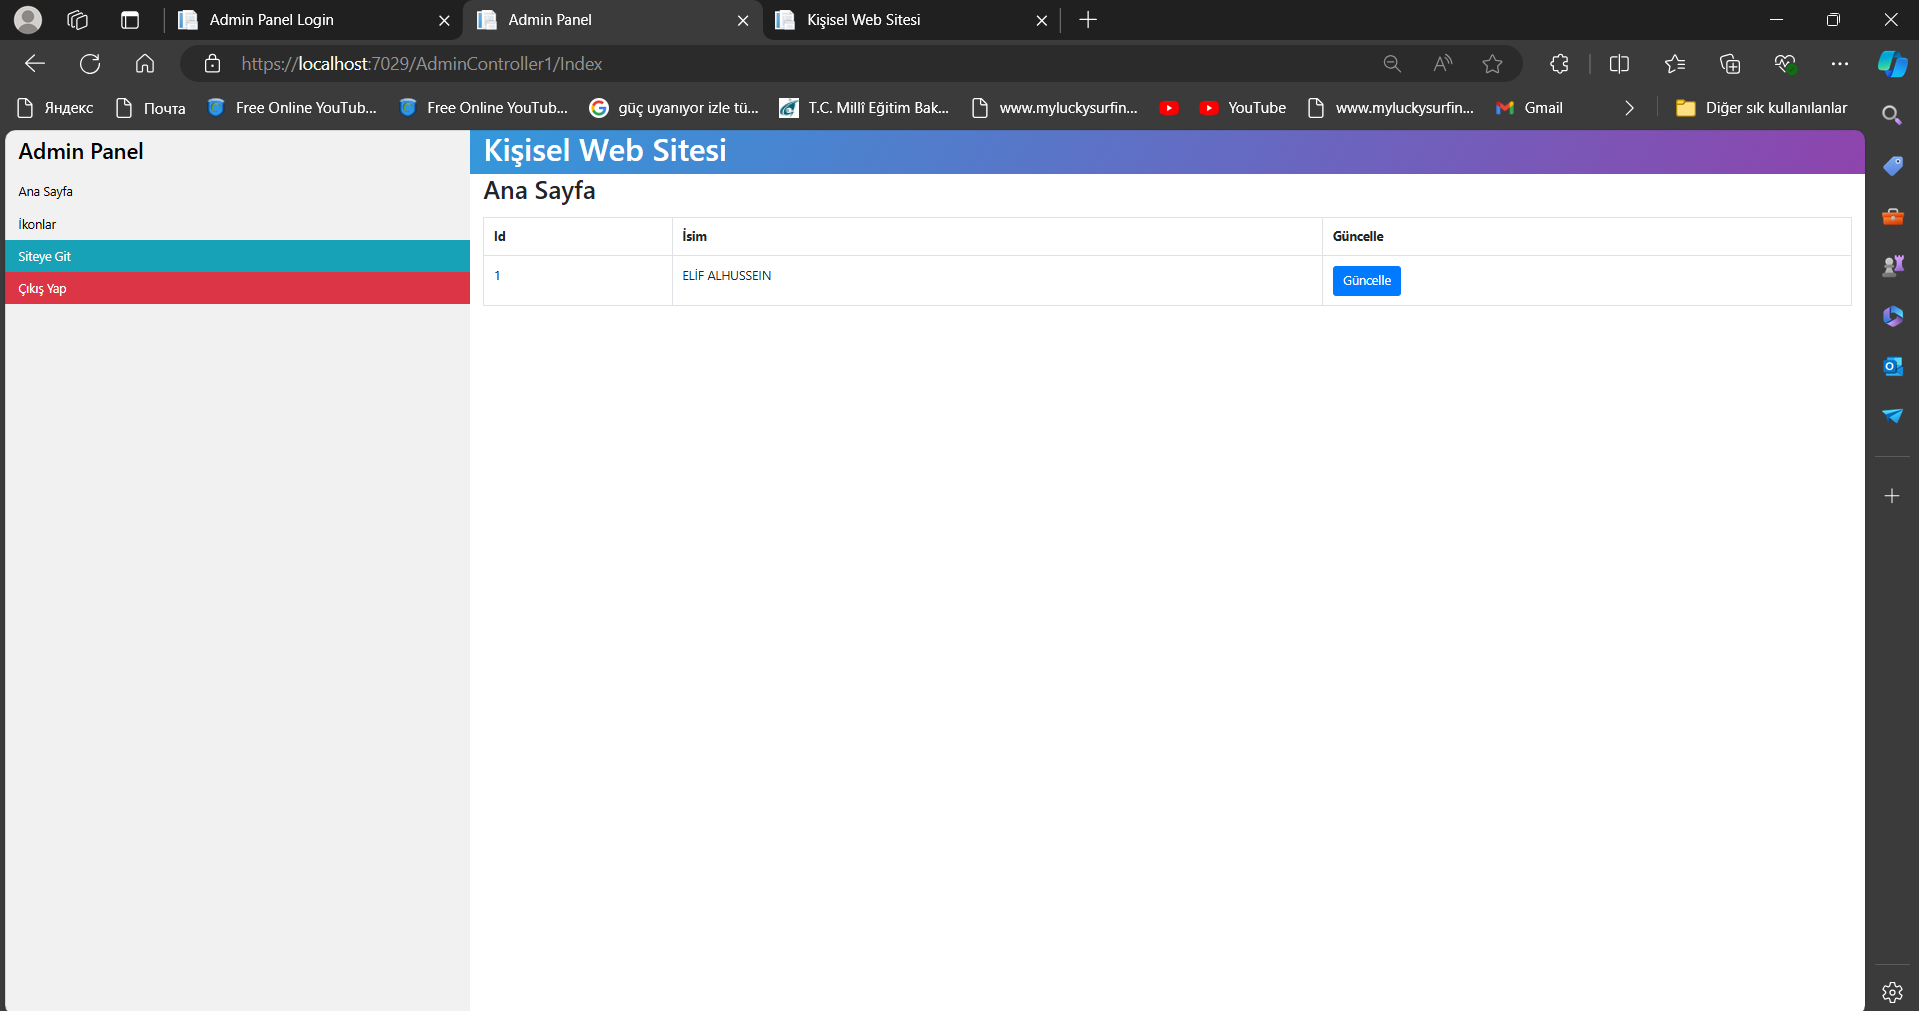 Admin Panel Login
Admin Panel
Kişisel Web Sitesi
https://localhost:7029/AdminController1/Index
Яндекс
Почта
Free Online YouTub...
Free Online YouTub...
güç uyanıyor izle tü...
T.C. Millî Eğitim Bak...
www.myluckysurfin...
YouTube
www.myluckysurfin...
Gmail
Diğer sık kullanılanlar
Admin Panel
Ana Sayfa
İkonlar
Siteye Git
Çıkış Yap
Kişisel Web Sitesi
Ana Sayfa
Id İsim Güncelle
1 ELİF ALHUSSEIN Güncelle